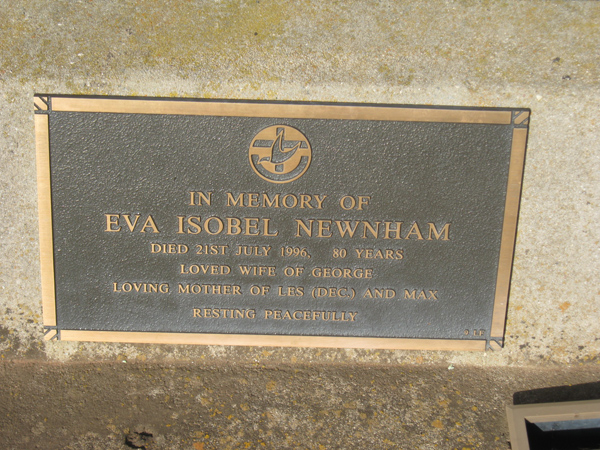 IN MEMORY OF
EVA ISOBEL NEWNHAM
DIED 21ST JULY 1996, 80 YEARS
LOVED WIFE OF GEORGE
LOVING MOTHER OF LES (DEC.) AND MAX
RESTING PEACEFULLY